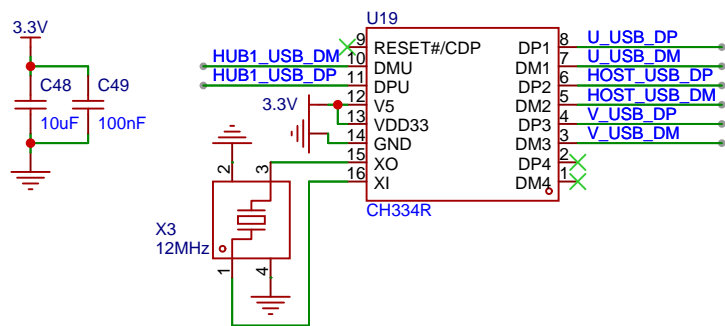 3.3V
C48
C49
10uF
100nF
U19
9
RESET#/CDP
DP1
8
U_USB_DP
HUB1_USB_DM
10
DMU
DM1
7
U_USB_DM
HUB1_USB_DP
11
DPU
DP2
6
HOST_USB_DP
3.3V
12
V5
DM2
5
HOST_USB_DM
13
VDD33
DP3
4
V_USB_DP
14
GND
DM3
3
V_USB_DM
15
XO
DP4
2
16
XI
DM4
1
CH334R
2
3
X3
12MHz
1
4